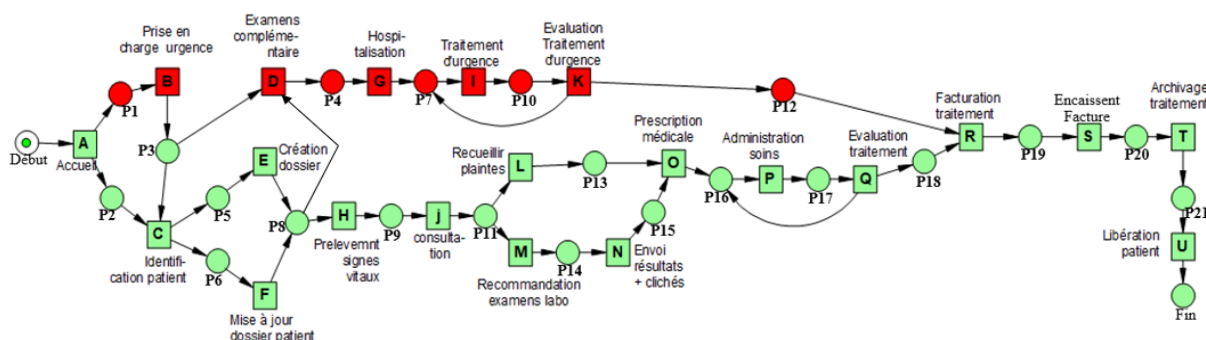 Prise en
charge urgence
Examens
complémé-
ntaire
Hospi-
talisation
Traitement
d'urgence
Evaluation
Traitement
d'urgence
B
D
G
I
K
P1
P4
P7
P10
P12
Archivage
traitement
Facturation
traitement
Encaissent
Facture
A
Début
Accueil
P3
E
Création
dossier
Prescription
médicale
Recueillir
plaintes
Administration
soins
Evaluation
traitement
R
S
T
P19
P20
L
O
P13
P
Q
P16
P17
P18
P2
P5
C
P8
H
j
P9
P11
P15
P21
Identifi-
cation patient
P6
F
Prelevemnt
signes
vitaux
consulta-
tation
M
N
P14
Recommandation
examens labo
Envoi
résultats
+ clichés
Libération
patient
U
Mise à jour
dossier patient
Fin